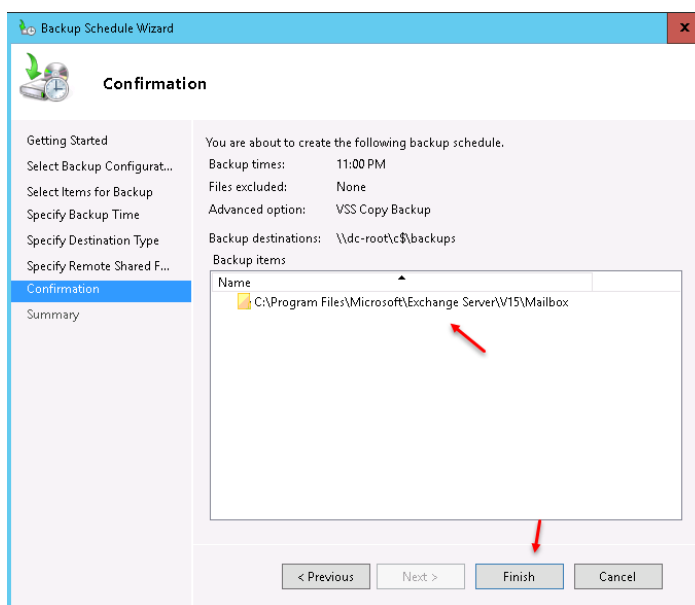 Backup Schedule Wizard
x
Confirmation
Getting Started
Select Backup Configurat...
Select Items for Backup
Specify Backup Time
Specify Destination Type
Specify Remote Shared F...
Confirmation
Summary
You are about to create the following backup schedule.
Backup times: 11:00 PM
Files excluded: None
Advanced option: VSS Copy Backup
Backup destinations: \\dc-root\c$\backups
Backup items
Name
C:\Program Files\Microsoft\Exchange Server\V15\Mailbox
< Previous Next > Finish Cancel